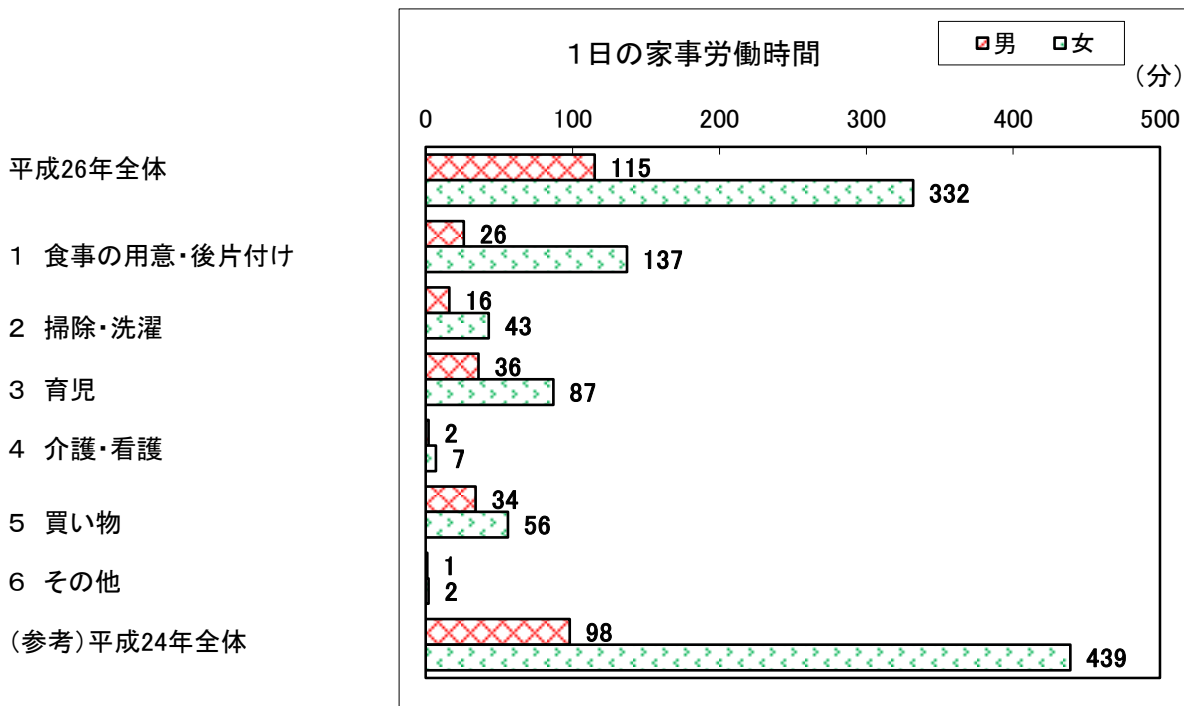 1日の家事労働時間
男 女
(分)
0 100 200 300 400 500
平成26年全体
115
332
1 食事の用意・後片付け
26
137
2 掃除・洗濯
16
43
3 育児
36
87
4 介護・看護
2
7
5 買い物
34
56
6 その他
1
2
(参考)平成24年全体
98
439